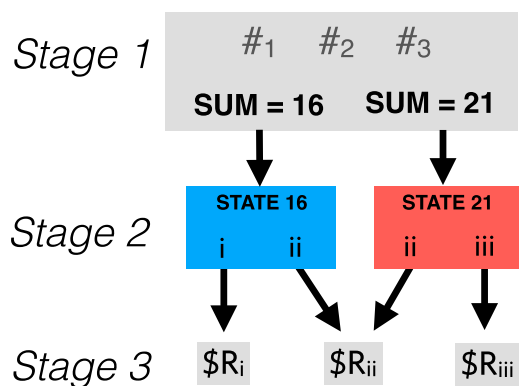 Stage 1
#1 #2 #3
SUM = 16 SUM = 21
STATE 16 STATE 21
Stage 2
i ii ii iii
Stage 3
$Ri $Rii $Riii